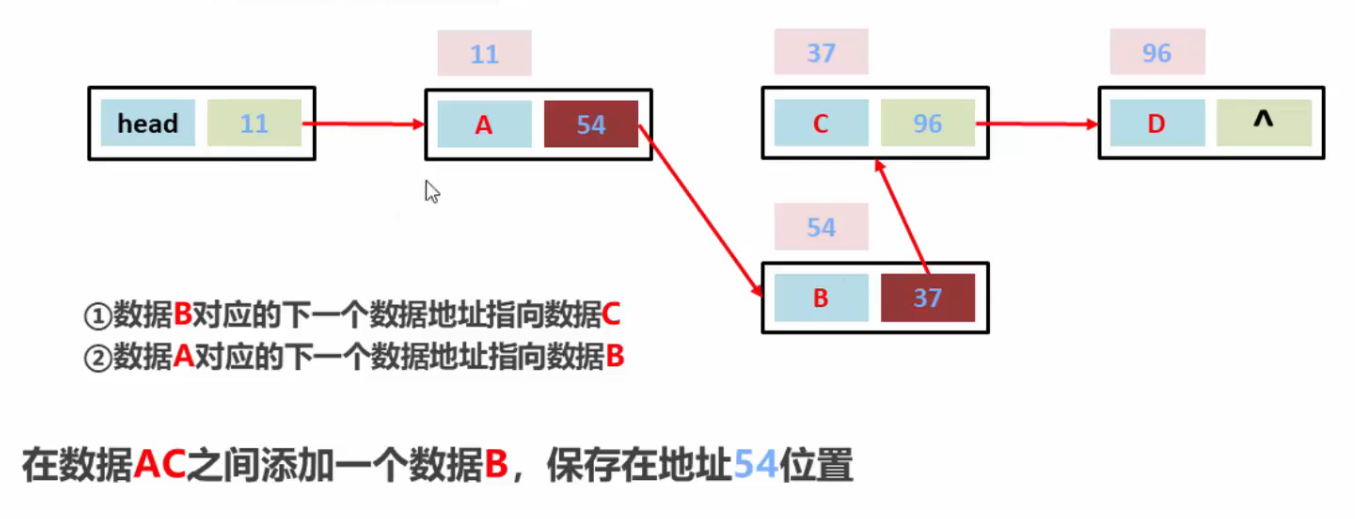 11 37 96
head 11 A 54 C 96 D ^
54
B 37
①数据B对应的下一个数据地址指向数据C
②数据A对应的下一个数据地址指向数据B
在数据AC之间添加一个数据B，保存在地址54位置